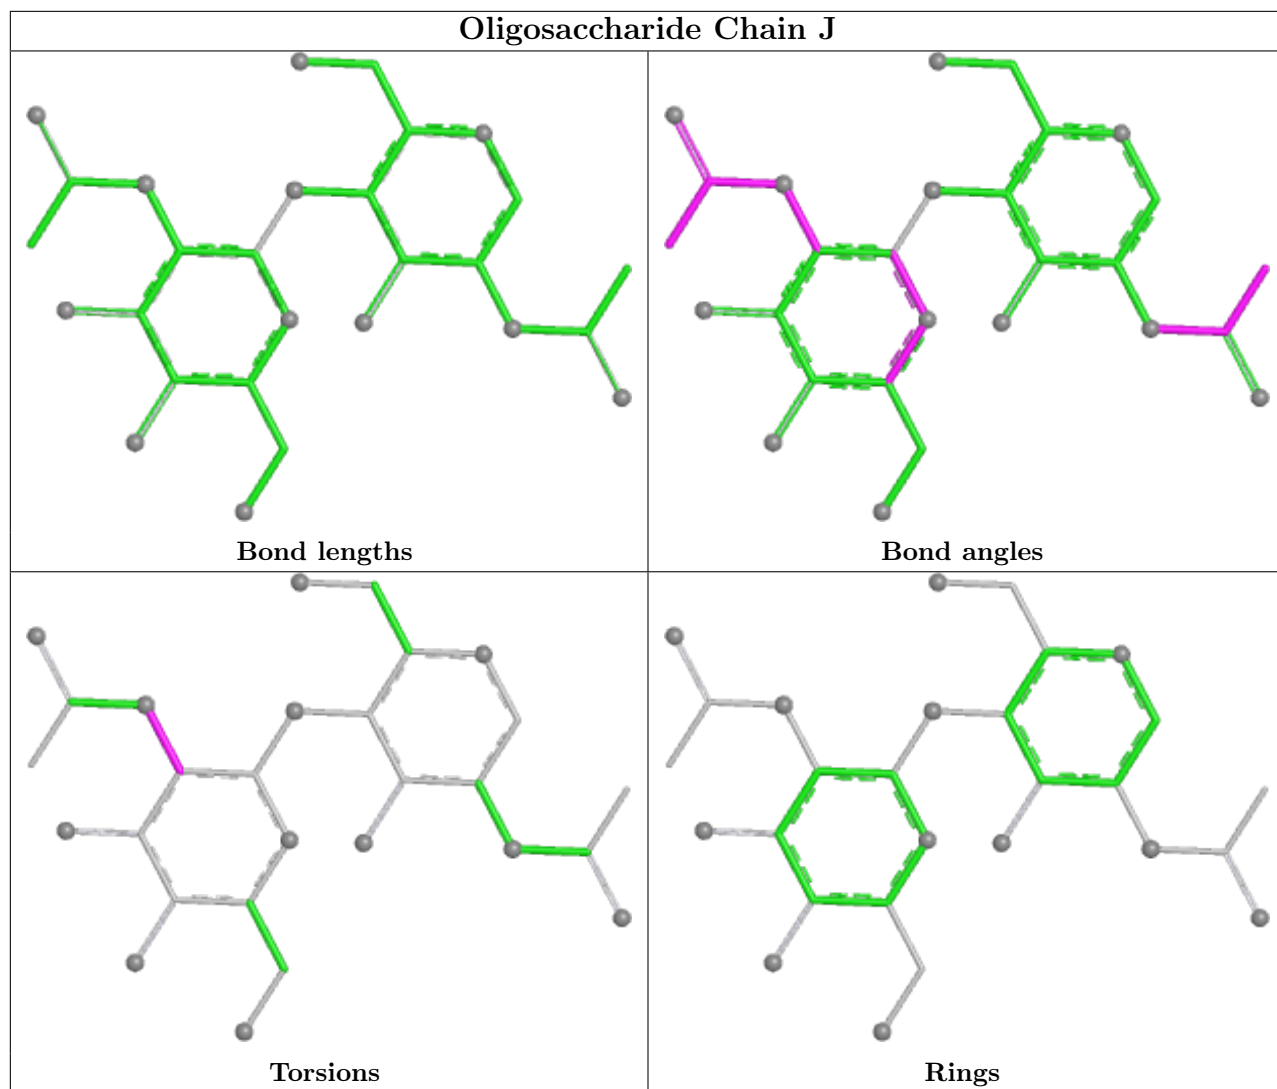 Oligosaccharide Chain J
Bond lengths
Bond angles
Torsions
Rings